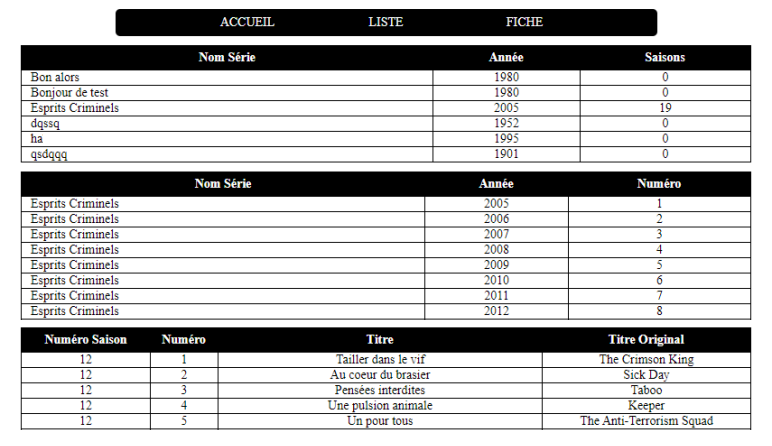 ACCUEIL LISTE FICHE
Nom Série Année Saisons
Bon alors 1980 0
Bonjour de test 1980 0
Esprits Criminels 2005 19
dqssq 1952 0
ha 1995 0
qsdqqq 1901 0
Nom Série Année Numéro
Esprits Criminels 2005 1
Esprits Criminels 2006 2
Esprits Criminels 2007 3
Esprits Criminels 2008 4
Esprits Criminels 2009 5
Esprits Criminels 2010 6
Esprits Criminels 2011 7
Esprits Criminels 2012 8
Numéro Saison Numéro Titre Titre Original
12 1 Tailler dans le vif The Crimson King
12 2 Au coeur du brasier Sick Day
12 3 Pensées interdites Taboo
12 4 Une pulsion animale Keeper
12 5 Un pour tous The Anti-Terrorism Squad